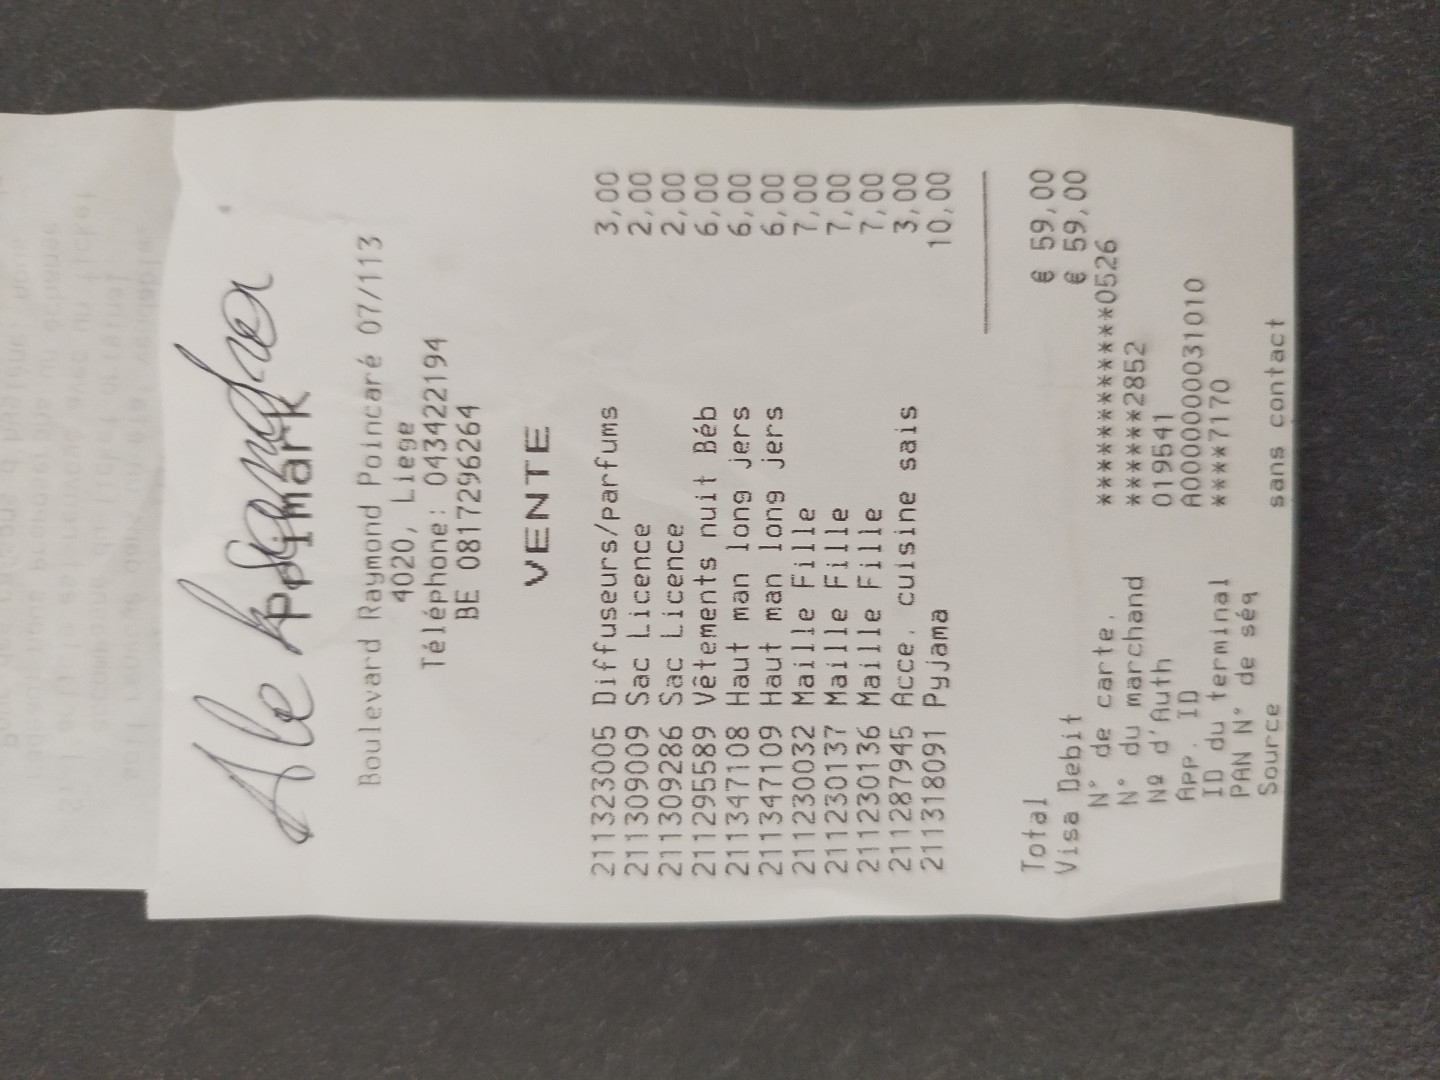 Alexsandra
Primark
Boulevard Raymond Poincaré 07/113
4020, Liege
Téléphone: 043422194
BE 0817296264
VENTE
211323005 Diffuseurs/parfums 3,00
211309009 Sac Licence 2,00
211309286 Sac Licence 2,00
211295589 Vêtements nuit Béb 6,00
211347108 Haut man long jers 6,00
211347109 Haut man long jers 6,00
211230032 Maille Fille 7,00
211230137 Maille Fille 7,00
211230136 Maille Fille 7,00
211287945 Acce. cuisine sais 3,00
211318091 Pyjama 10,00
Total € 59,00
Visa Debit € 59,00
N° de carte. ************0526
N° du marchand ******2852
Nº d'Auth 019541
App. ID A0000000031010
ID du terminal ****7170
PAN N° de séq
Source sans contact